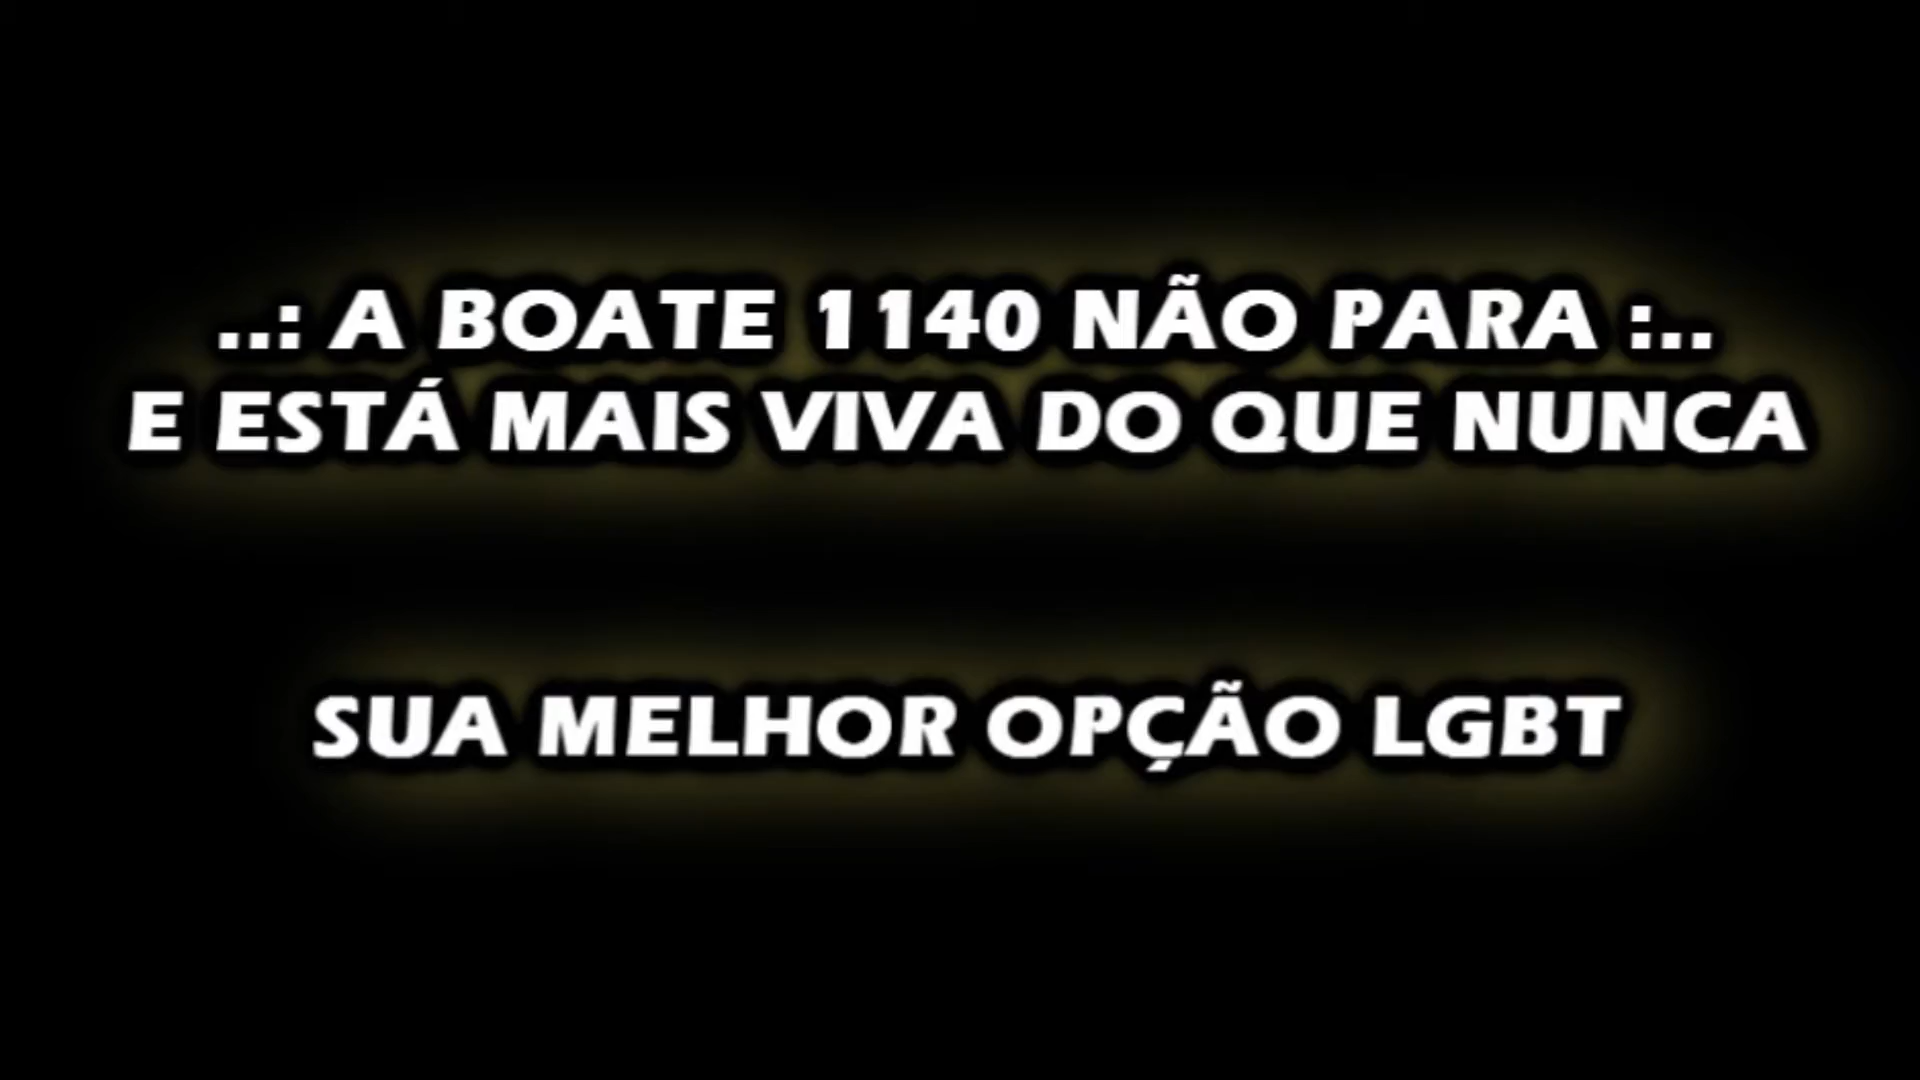 ..: A BOATE 1140 NÃO PARA :..
E ESTÁ MAIS VIVA DO QUE NUNCA
SUA MELHOR OPÇÃO LGBT